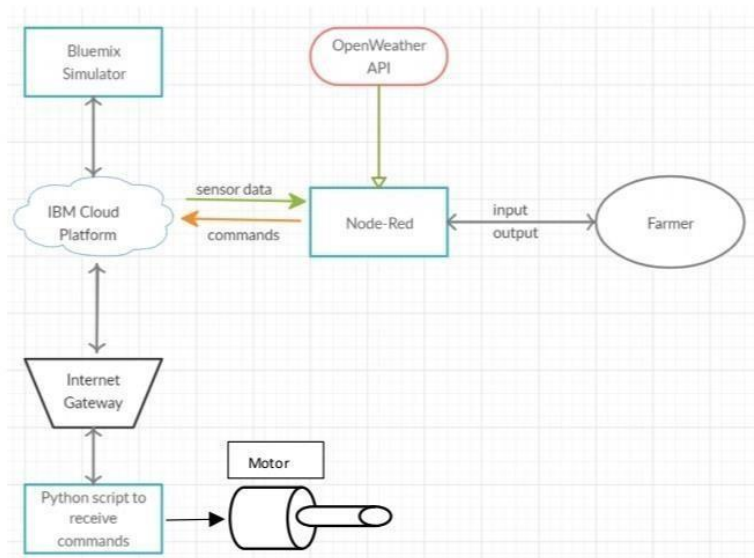 Bluemix
Simulator
OpenWeather
API
sensor data
IBM Cloud
Platform
commands
Node-Red
input
output
Farmer
Internet
Gateway
Motor
Python script to
receive
commands